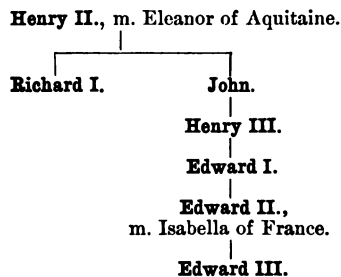 Henry II., m. Eleanor of Aquitaine.
Richard I. John.
Henry III.
Edward I.
Edward II.,
m. Isabella of France.
Edward III.